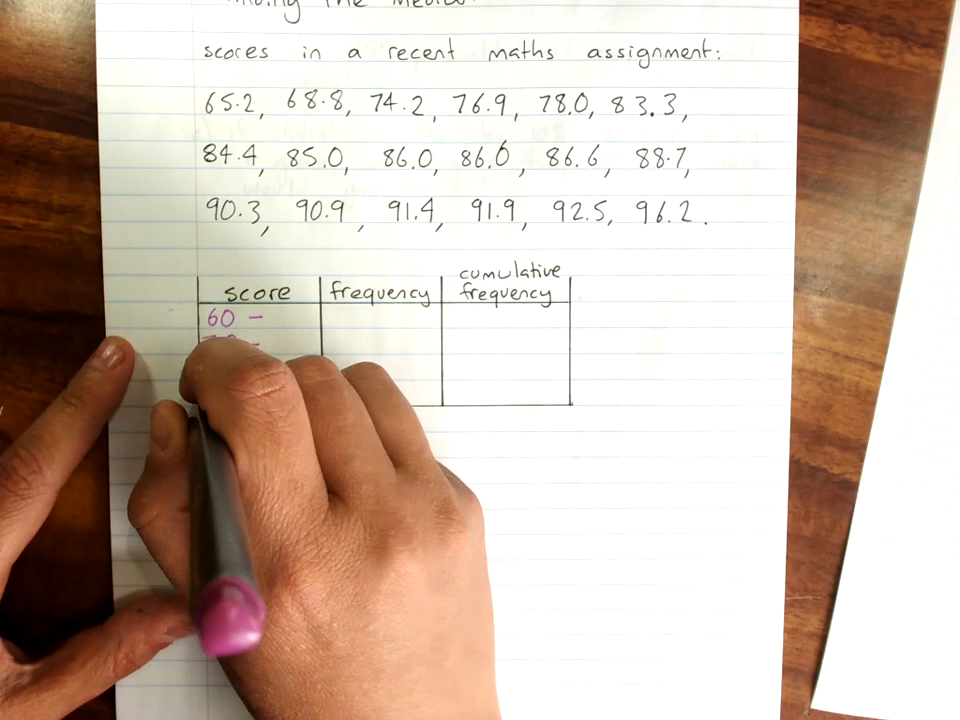 the
scores in a recent maths assignment:
65.2, 68.8, 74.2, 76.9, 78.0, 83.3,
84.4, 85.0, 86.0, 86.0, 86.6, 88.7,
90.3, 90.9, 91.4, 91.9, 92.5, 96.2.
score frequency cumulative frequency
60 -